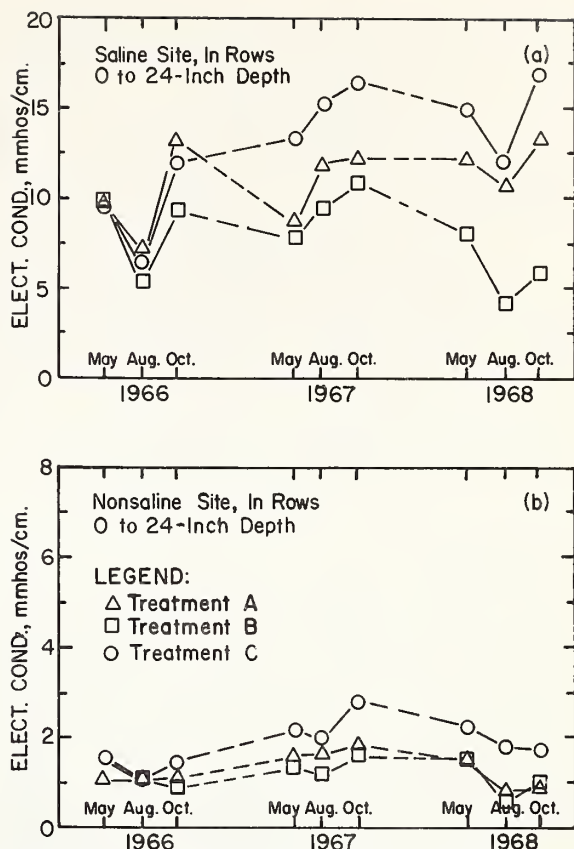 20
15
10
5
0
ELECT. COND., mmhos/cm.
Saline Site, In Rows (a)
0 to 24-Inch Depth
May Aug. Oct. May Aug. Oct. May Aug. Oct.
1966 1967 1968
8
6
4
2
0
ELECT. COND., mmhos/cm.
Nonsaline Site, In Rows (b)
0 to 24-Inch Depth
LEGEND:
△ Treatment A
□ Treatment B
○ Treatment C
May Aug. Oct. May Aug. Oct. May Aug. Oct.
1966 1967 1968